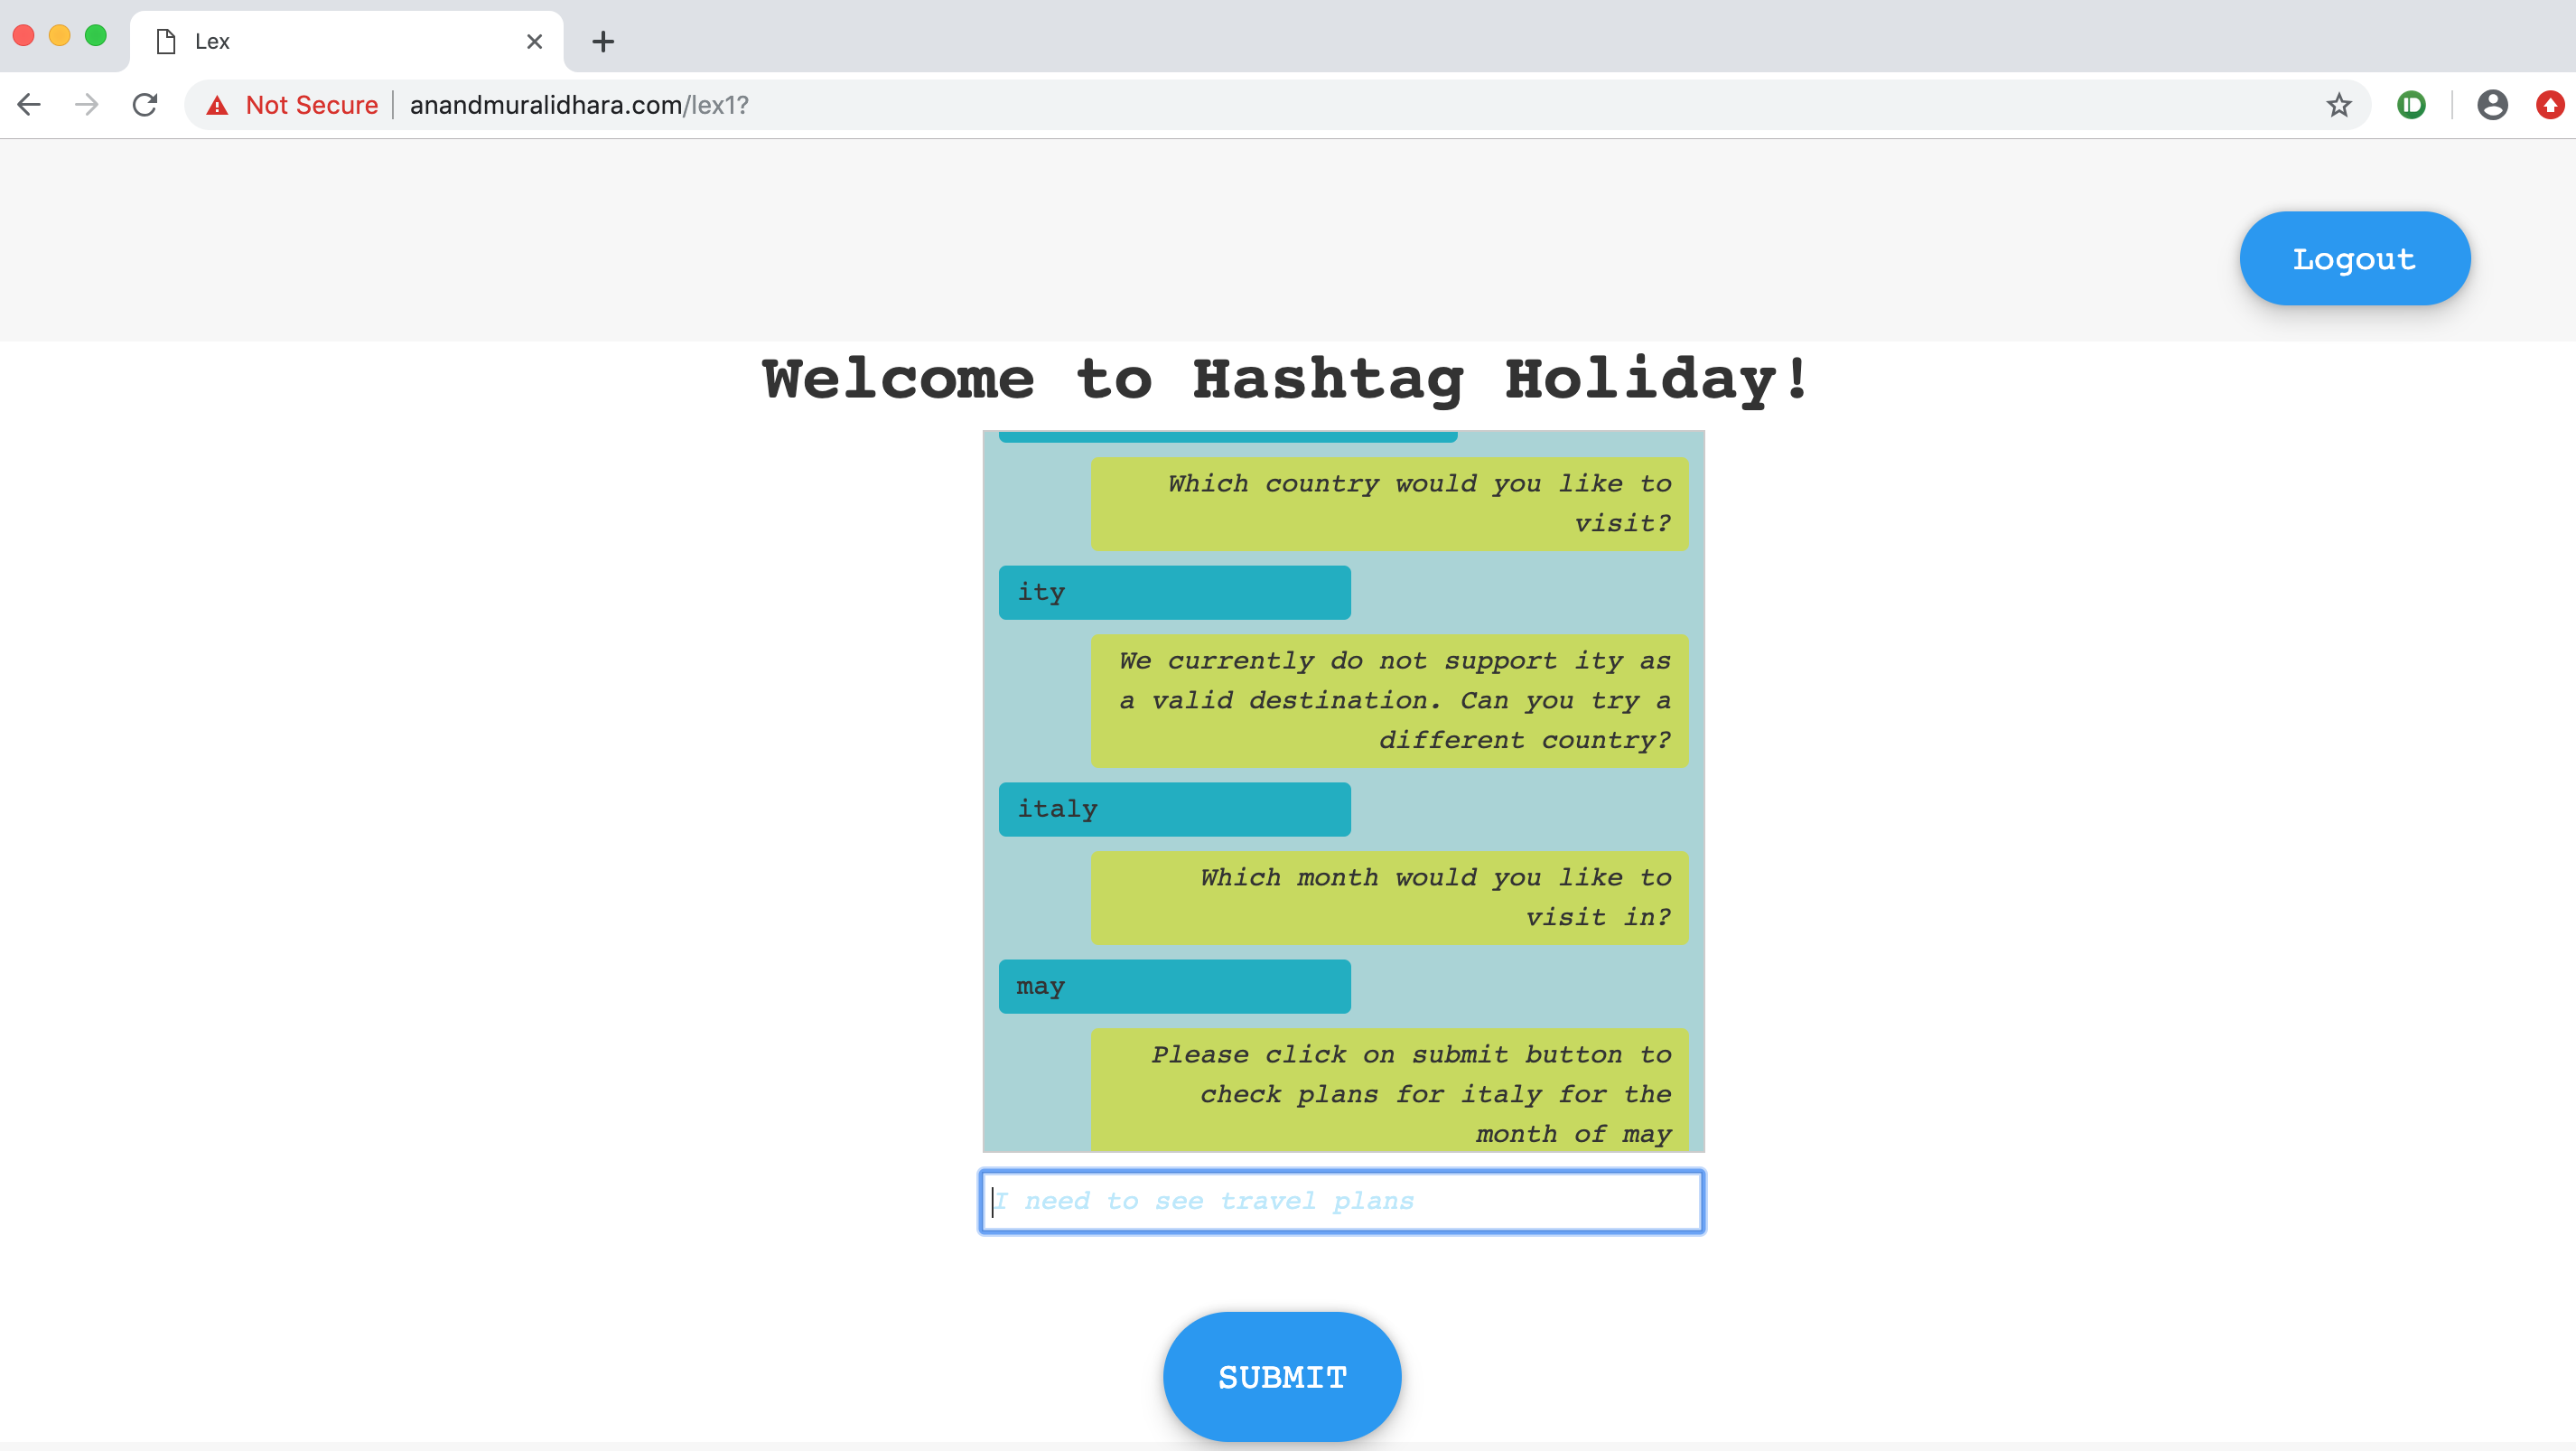 Lex
Not Secure
anandmuralidhara.com/lex1?
Logout
Welcome to Hashtag Holiday!
Which country would you like to
visit?
ity
We currently do not support ity as
a valid destination. Can you try a
different country?
italy
Which month would you like to
visit in?
may
Please click on submit button to
check plans for italy for the
month of may
I need to see travel plans
SUBMIT